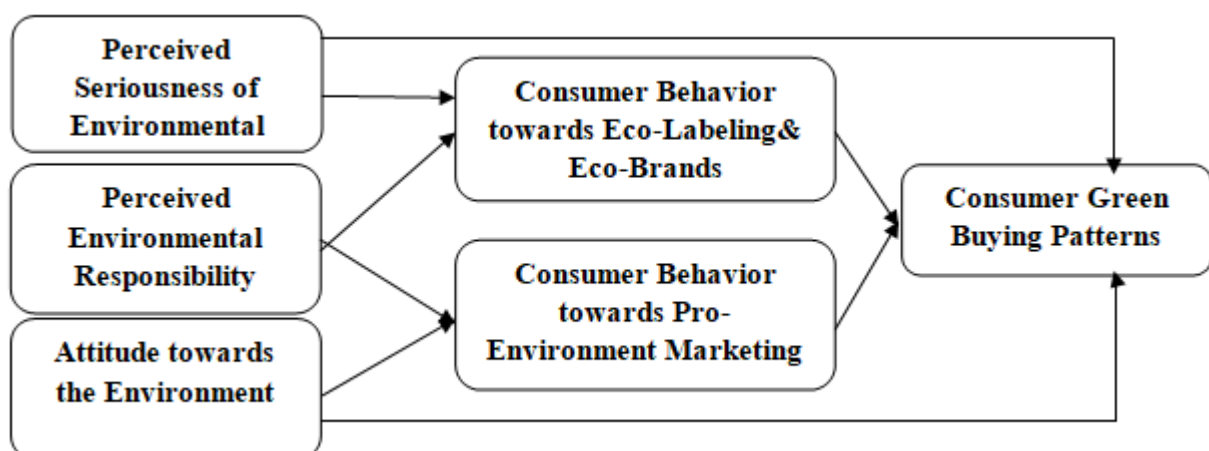 Perceived
Seriousness of
Environmental
Perceived
Environmental
Responsibility
Attitude towards
the Environment
Consumer Behavior
towards Eco-Labeling&
Eco-Brands
Consumer Behavior
towards Pro-
Environment Marketing
Consumer Green
Buying Patterns